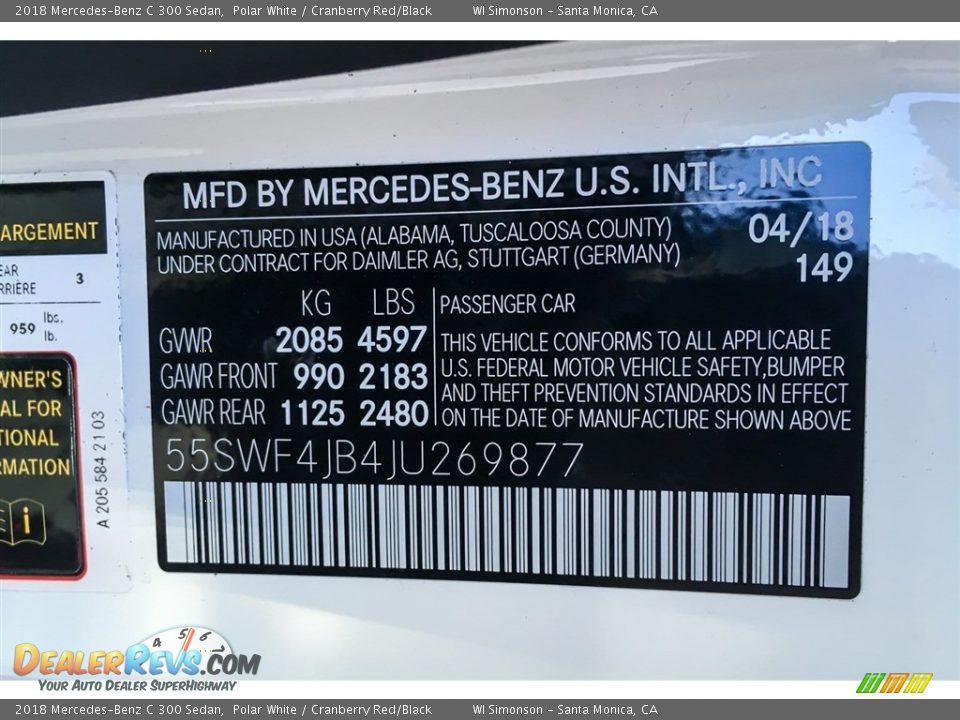 2018 Mercedes-Benz C 300 Sedan, Polar White / Cranberry Red/Black WI Simonson - Santa Monica, CA
MFD BY MERCEDES-BENZ U.S. INTL., INC
MANUFACTURED IN USA (ALABAMA, TUSCALOOSA COUNTY) 04/18
UNDER CONTRACT FOR DAIMLER AG, STUTTGART (GERMANY) 149
KG LBS PASSENGER CAR
GVWR 2085 4597
GAWR FRONT 990 2183
GAWR REAR 1125 2480
THIS VEHICLE CONFORMS TO ALL APPLICABLE
U.S. FEDERAL MOTOR VEHICLE SAFETY,BUMPER
AND THEFT PREVENTION STANDARDS IN EFFECT
ON THE DATE OF MANUFACTURE SHOWN ABOVE
55SWF4JB4JU269877
ARGEMENT
EAR
RRIÈRE 3
959 lbs.
lb.
WNER'S
AL FOR
TIONAL
RMATION
i
A 205 584 21 03
4 5 6
DEALERREVS.COM
YOUR AUTO DEALER SUPERHIGHWAY
2018 Mercedes-Benz C 300 Sedan, Polar White / Cranberry Red/Black WI Simonson - Santa Monica, CA